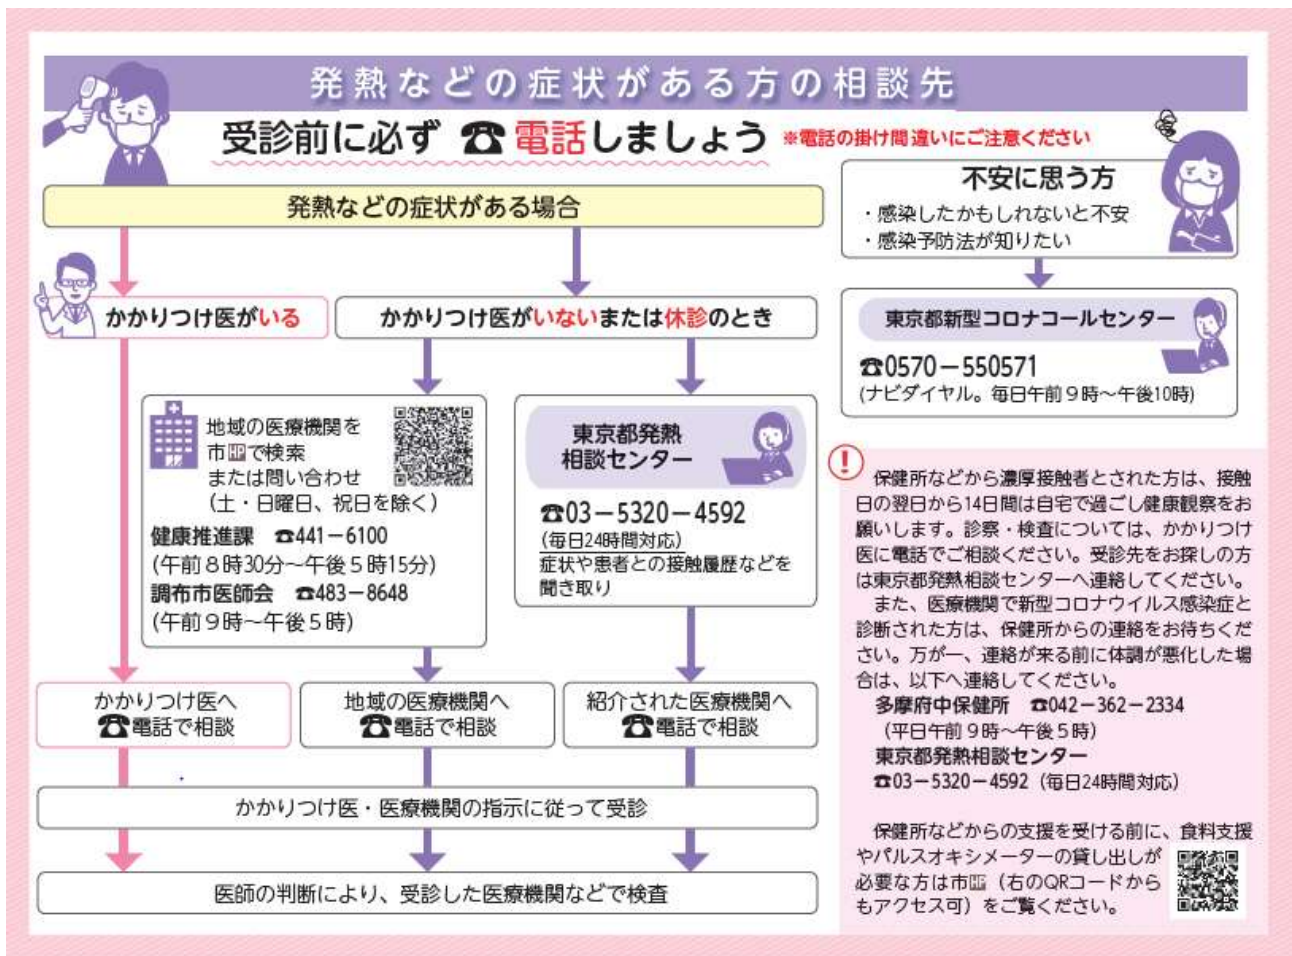 発熱などの症状がある方の相談先
受診前に必ず ☎電話しましょう ※電話の掛け間違いにご注意ください
発熱などの症状がある場合
かかりつけ医がいる
かかりつけ医がいないまたは休診のとき
地域の医療機関を
市HPで検索
または問い合わせ
(土・日曜日、祝日を除く)
健康推進課 ☎441-6100
(午前8時30分~午後5時15分)
調布市医師会 ☎483-8648
(午前9時~午後5時)
東京都発熱
相談センター
☎03-5320-4592
(毎日24時間対応)
症状や患者との接触履歴などを
聞き取り
かかりつけ医へ
☎電話で相談
地域の医療機関へ
☎電話で相談
紹介された医療機関へ
☎電話で相談
かかりつけ医・医療機関の指示に従って受診
医師の判断により、受診した医療機関などで検査
不安に思う方
・感染したかもしれないと不安
・感染予防法が知りたい
東京都新型コロナコールセンター
☎0570-550571
(ナビダイヤル。毎日午前9時~午後10時)
!
保健所などから濃厚接触者とされた方は、接触
日の翌日から14日間は自宅で過ごし健康観察をお
願いします。診察・検査については、かかりつけ
医に電話でご相談ください。受診先をお探しの方
は東京都発熱相談センターへ連絡してください。
また、医療機関で新型コロナウイルス感染症と
診断された方は、保健所からの連絡をお待ちくだ
さい。万が一、連絡が来る前に体調が悪化した場
合は、以下へ連絡してください。
多摩府中保健所 ☎042-362-2334
(平日午前9時~午後5時)
東京都発熱相談センター
☎03-5320-4592(毎日24時間対応)
保健所などからの支援を受ける前に、食料支援
やパルスオキシメーターの貸し出しが
必要な方は市HP(右のQRコードから
もアクセス可)をご覧ください。